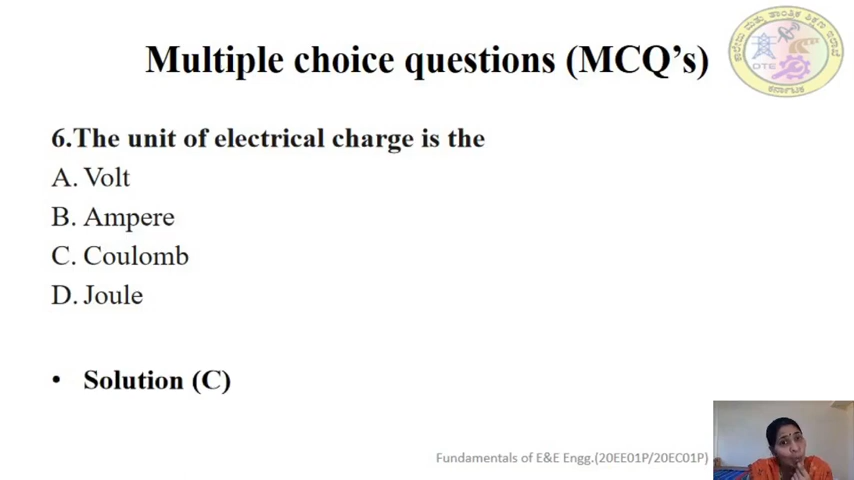 Multiple choice questions (MCQ’s)
OTE
6.The unit of electrical charge is the
A. Volt
B. Ampere
C. Coulomb
D. Joule
• Solution (C)
Fundamentals of E&E Engg.(20EE01P/20EC01P)